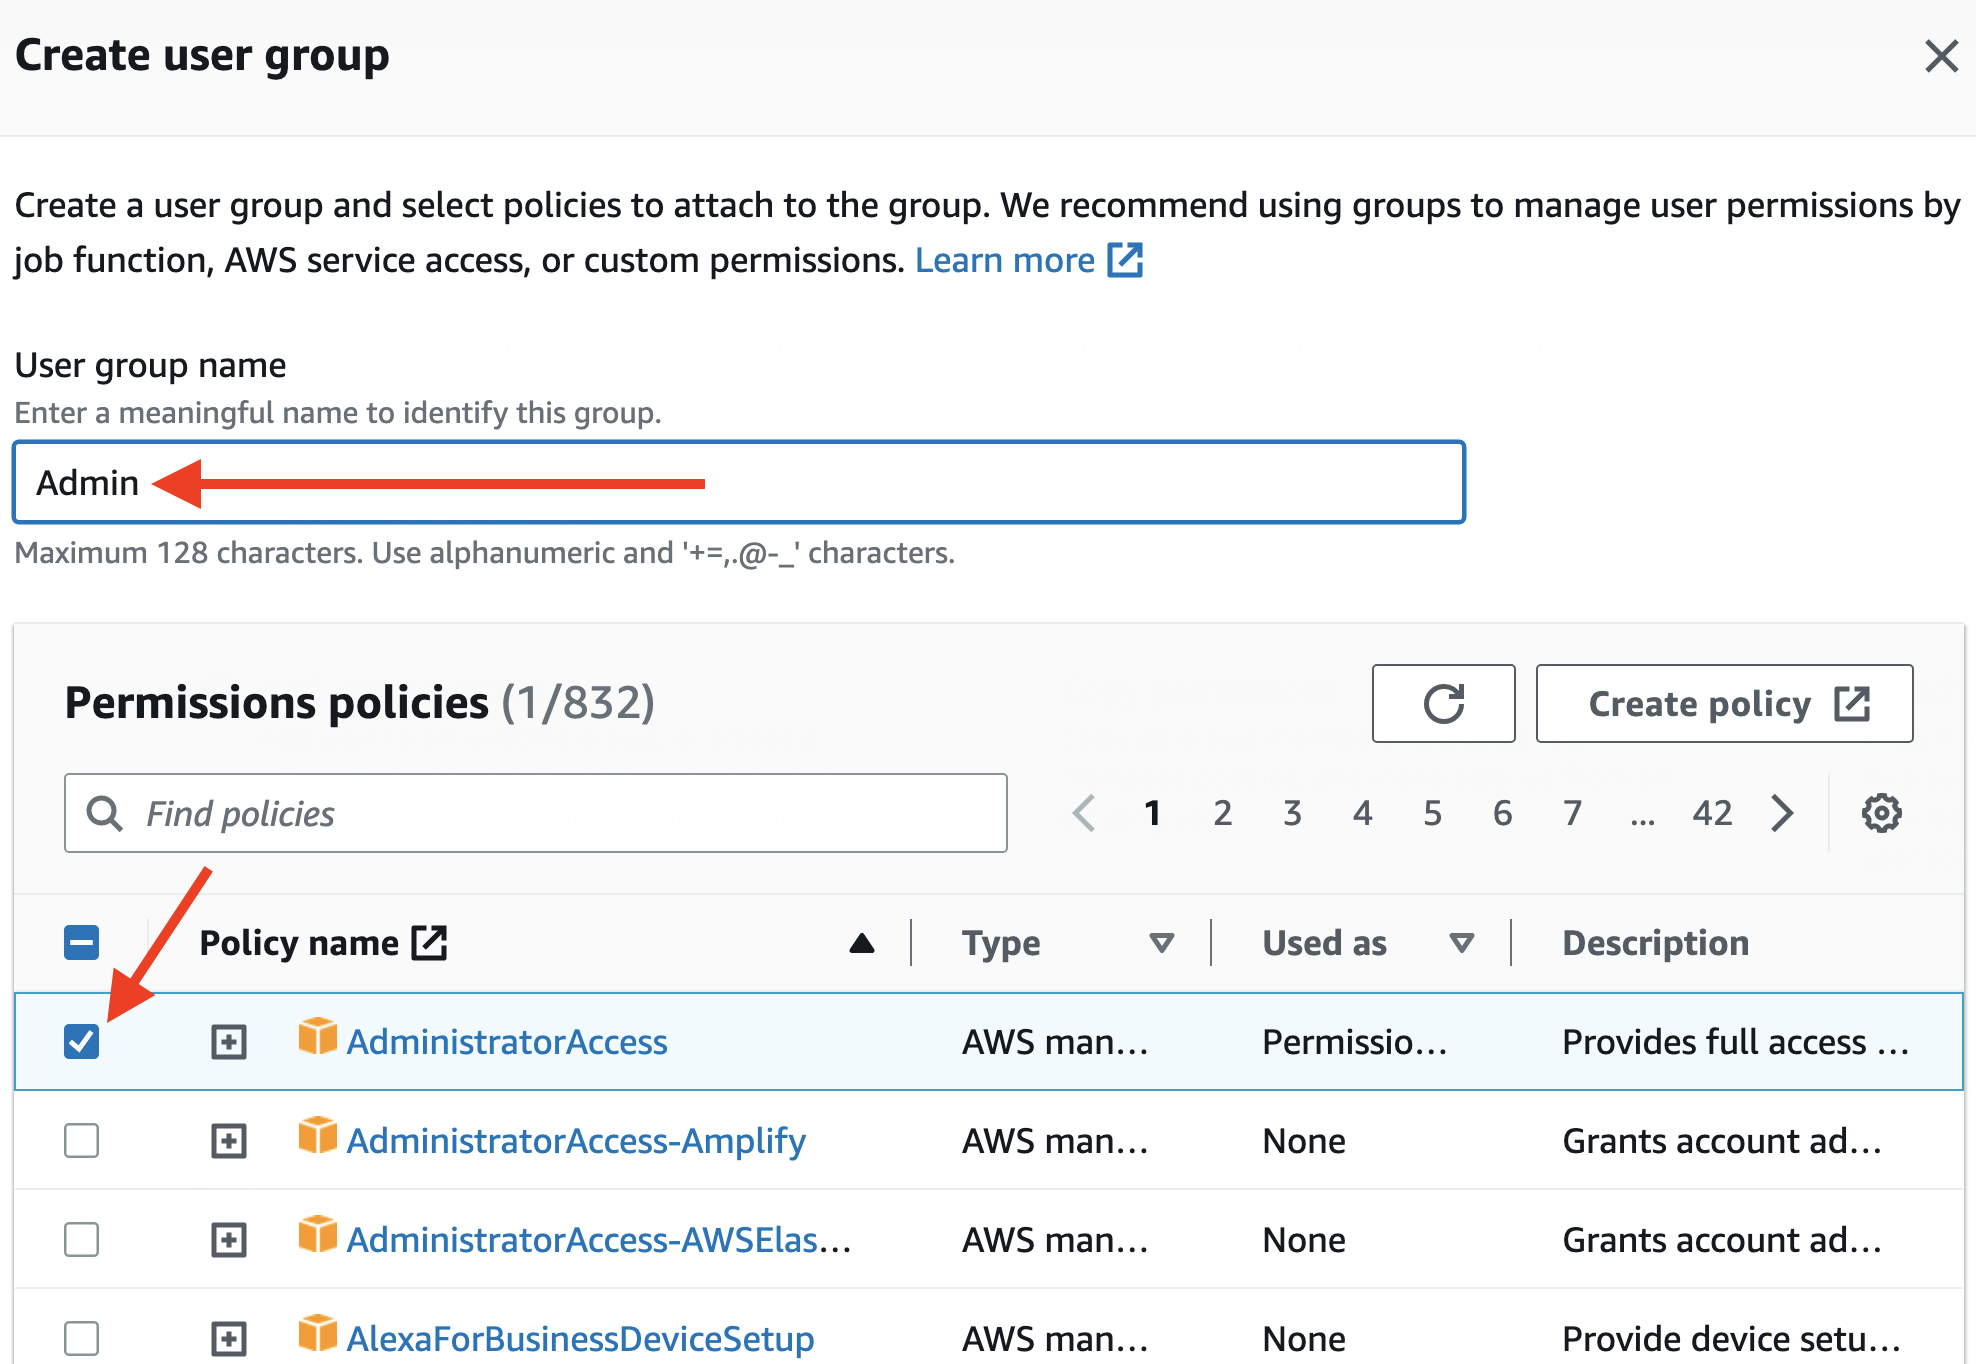 Create user group
Create a user group and select policies to attach to the group. We recommend using groups to manage user permissions by
job function, AWS service access, or custom permissions. Learn more
User group name
Enter a meaningful name to identify this group.
Admin
Maximum 128 characters. Use alphanumeric and '+=,.@-_' characters.
Permissions policies (1/832)
Create policy
Find policies
1 2 3 4 5 6 7 ... 42
Policy name Type Used as Description
AdministratorAccess AWS man... Permissio... Provides full access ...
AdministratorAccess-Amplify AWS man... None Grants account ad...
AdministratorAccess-AWSElas... AWS man... None Grants account ad...
AlexaForBusinessDeviceSetup AWS man... None Provide device setu...